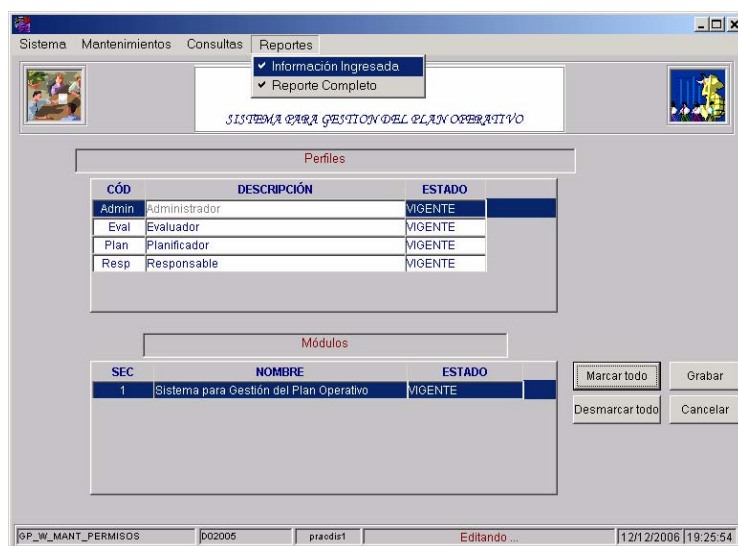 Sistema Mantenimientos Consultas Reportes
Información Ingresada
Reporte Completo
SISTEMA PARA GESTION DEL PLAN OPERATIVO
Perfiles
CÓD DESCRIPCIÓN ESTADO
Admin Administrador VIGENTE
Eval Evaluador VIGENTE
Plan Planificador VIGENTE
Resp Responsable VIGENTE
Módulos
SEC NOMBRE ESTADO
1 Sistema para Gestión del Plan Operativo VIGENTE
Marcar todo Grabar
Desmarcar todo Cancelar
GP_W_MANT_PERMISOS D02005 pracdis1 Editando ... 12/12/2006 19:25:54